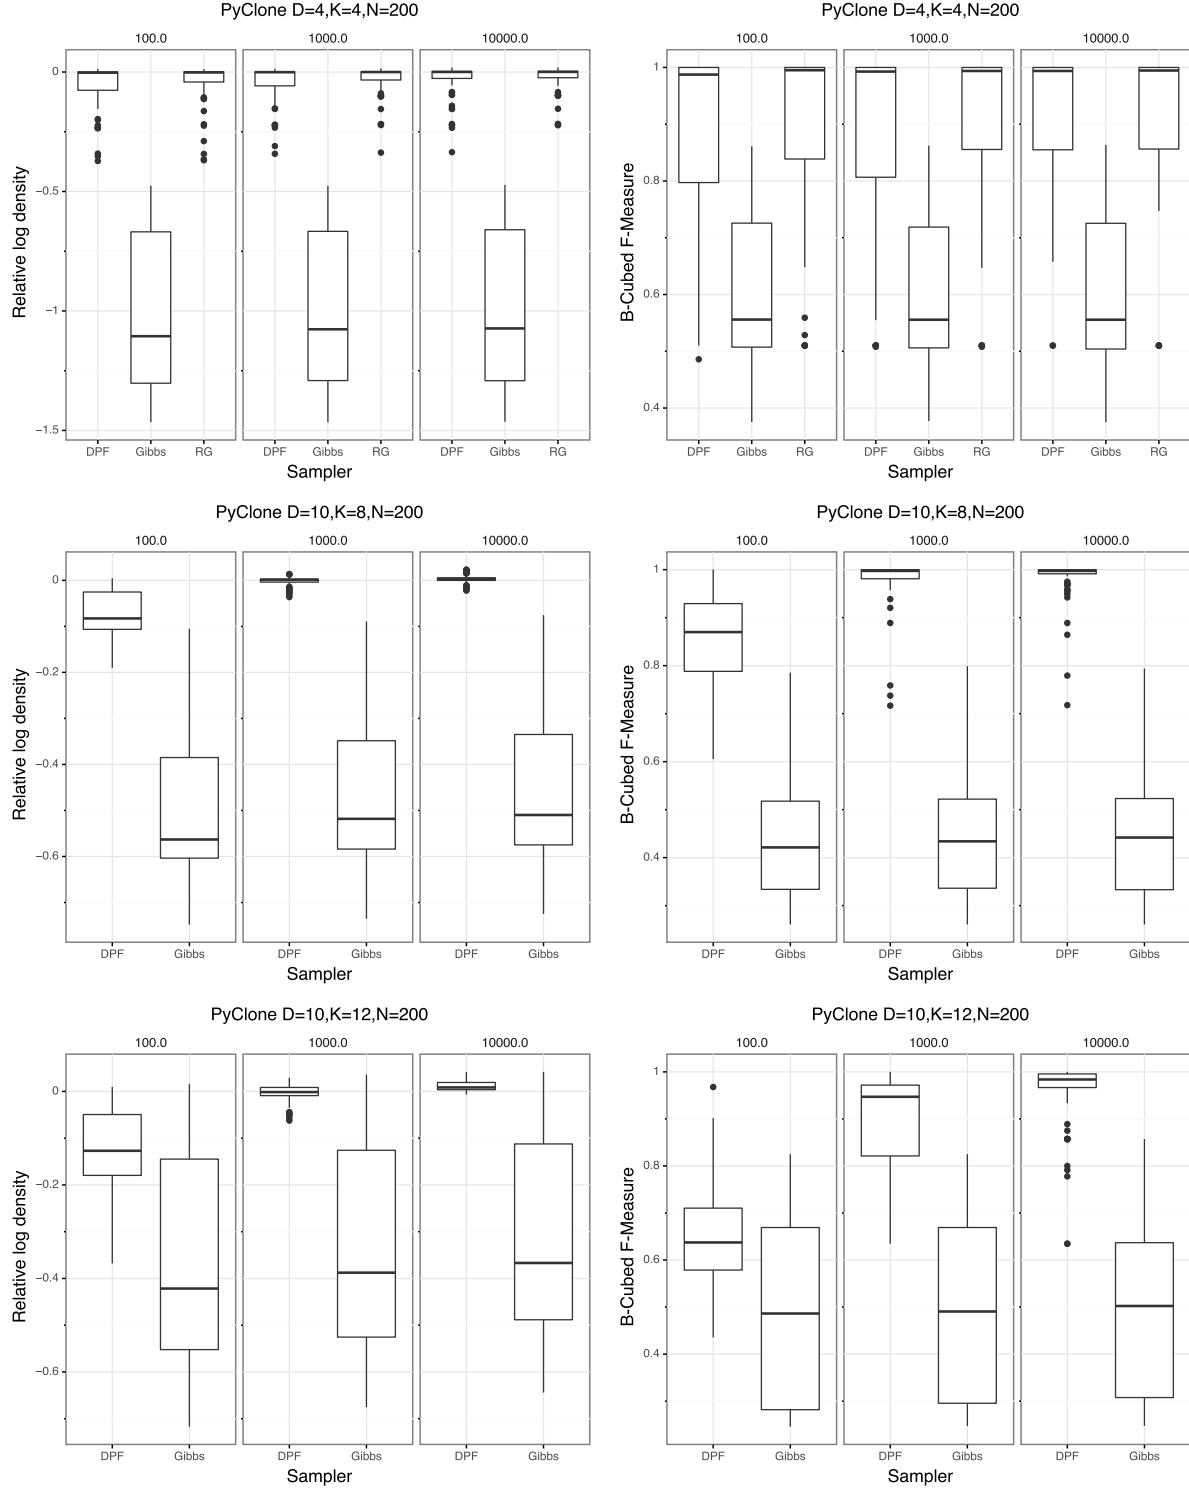 PyClone D=4,K=4,N=200
100.0 1000.0 10000.0
Relative log density
0
−0.5
−1
−1.5
DPF Gibbs RG DPF Gibbs RG DPF Gibbs RG
Sampler
PyClone D=4,K=4,N=200
100.0 1000.0 10000.0
B-Cubed F-Measure
1
0.8
0.6
0.4
DPF Gibbs RG DPF Gibbs RG DPF Gibbs RG
Sampler
PyClone D=10,K=8,N=200
100.0 1000.0 10000.0
Relative log density
0
−0.2
−0.4
−0.6
DPF Gibbs DPF Gibbs DPF Gibbs
Sampler
PyClone D=10,K=8,N=200
100.0 1000.0 10000.0
B-Cubed F-Measure
1
0.8
0.6
0.4
DPF Gibbs DPF Gibbs DPF Gibbs
Sampler
PyClone D=10,K=12,N=200
100.0 1000.0 10000.0
Relative log density
0
−0.2
−0.4
−0.6
DPF Gibbs DPF Gibbs DPF Gibbs
Sampler
PyClone D=10,K=12,N=200
100.0 1000.0 10000.0
B-Cubed F-Measure
1
0.8
0.6
0.4
DPF Gibbs DPF Gibbs DPF Gibbs
Sampler